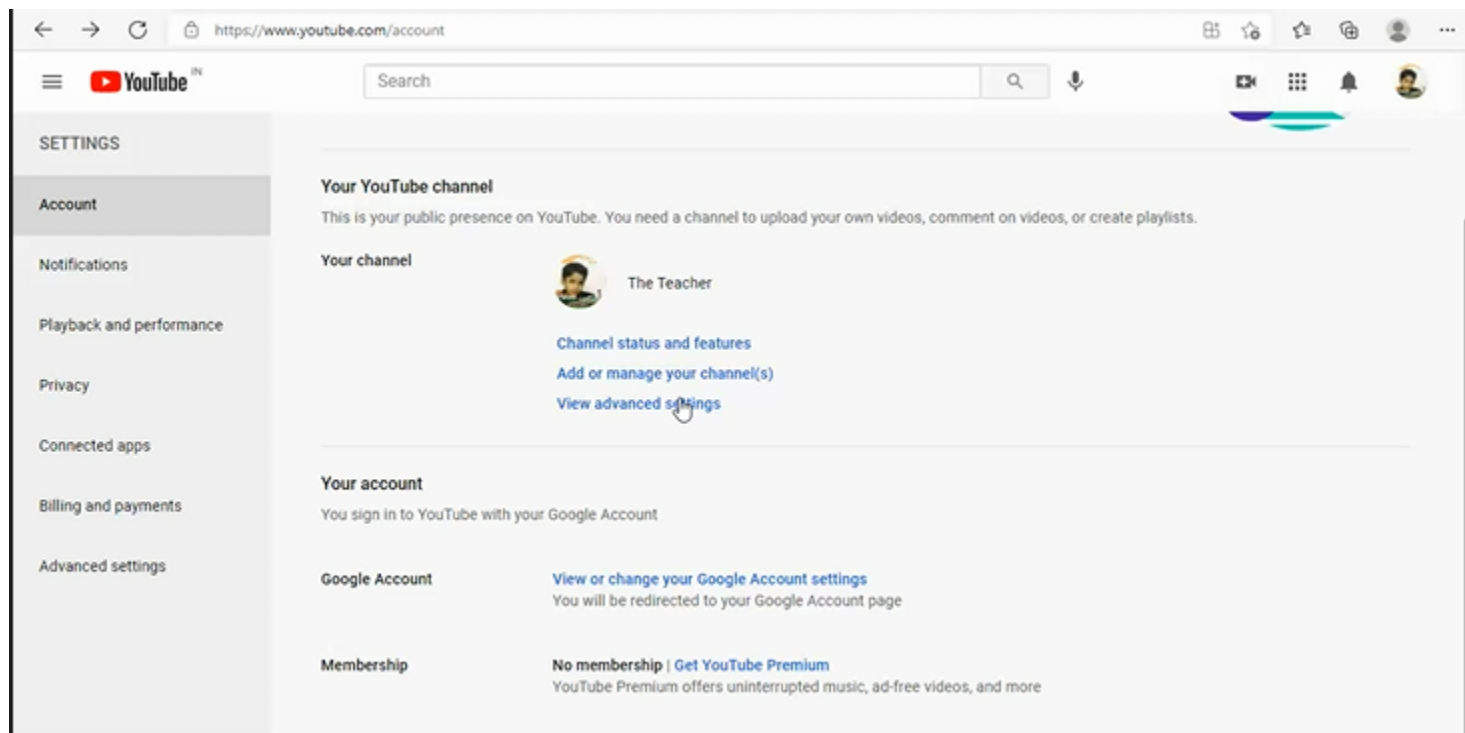 https://www.youtube.com/account
YouTube IN
Search
SETTINGS
Account
Notifications
Playback and performance
Privacy
Connected apps
Billing and payments
Advanced settings
Your YouTube channel
This is your public presence on YouTube. You need a channel to upload your own videos, comment on videos, or create playlists.
Your channel
The Teacher
Channel status and features
Add or manage your channel(s)
View advanced settings
Your account
You sign in to YouTube with your Google Account
Google Account
View or change your Google Account settings
You will be redirected to your Google Account page
Membership
No membership | Get YouTube Premium
YouTube Premium offers uninterrupted music, ad-free videos, and more